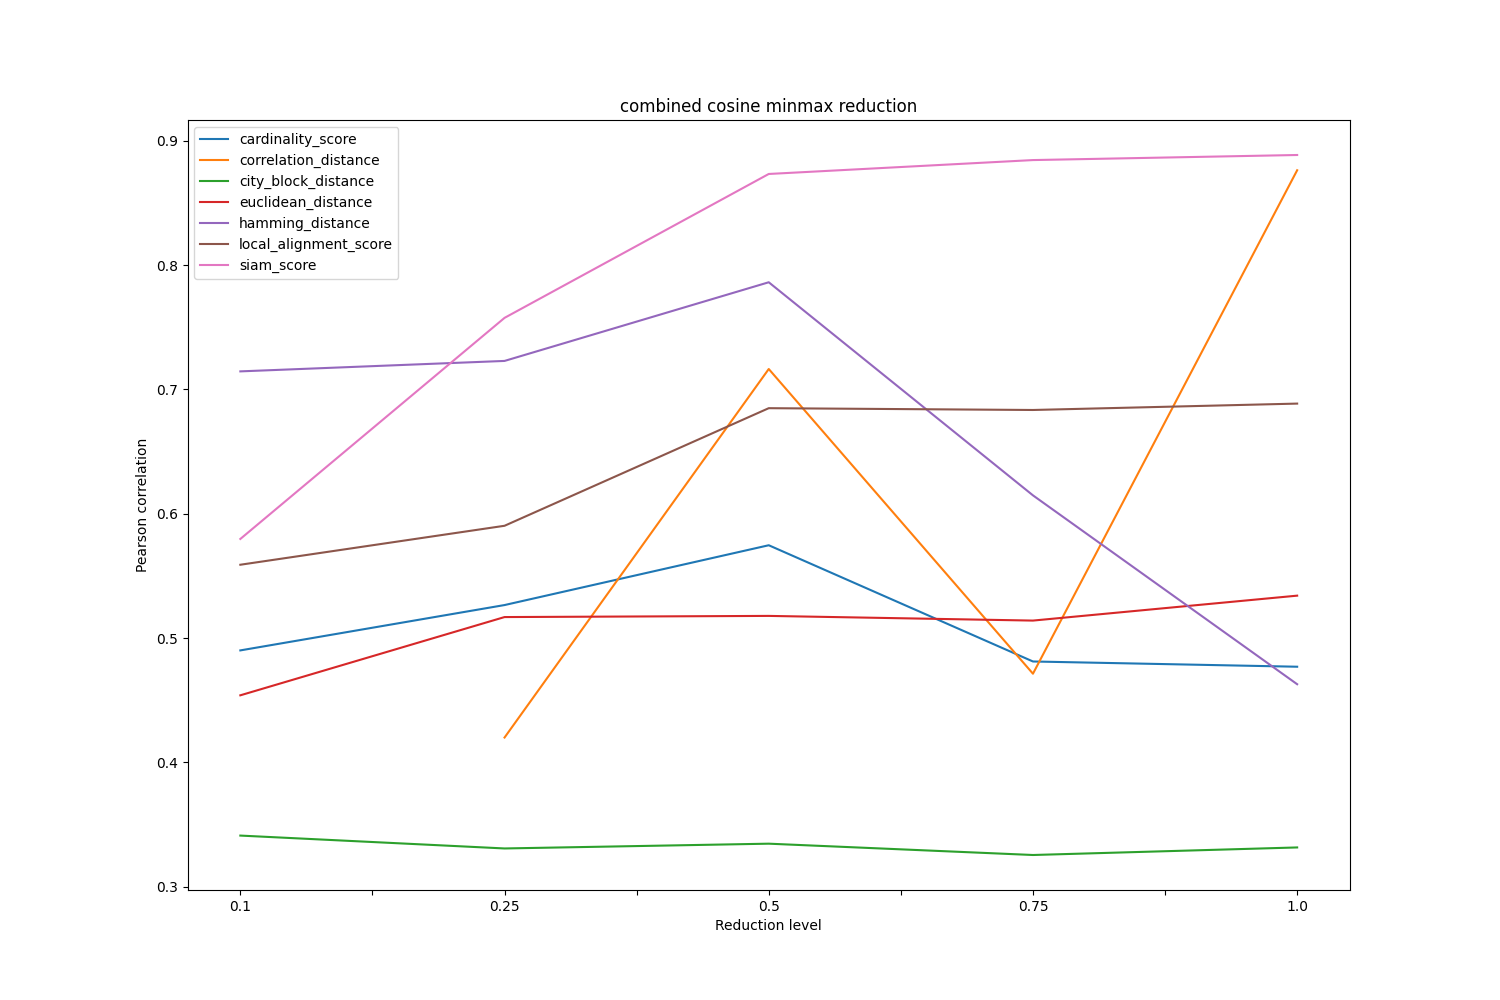 combined cosine minmax reduction
cardinality_score
correlation_distance
city_block_distance
euclidean_distance
hamming_distance
local_alignment_score
siam_score
Pearson correlation
0.9
0.8
0.7
0.6
0.5
0.4
0.3
0.1 0.25 0.5 0.75 1.0
Reduction level